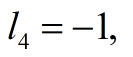 l₄ = −1,